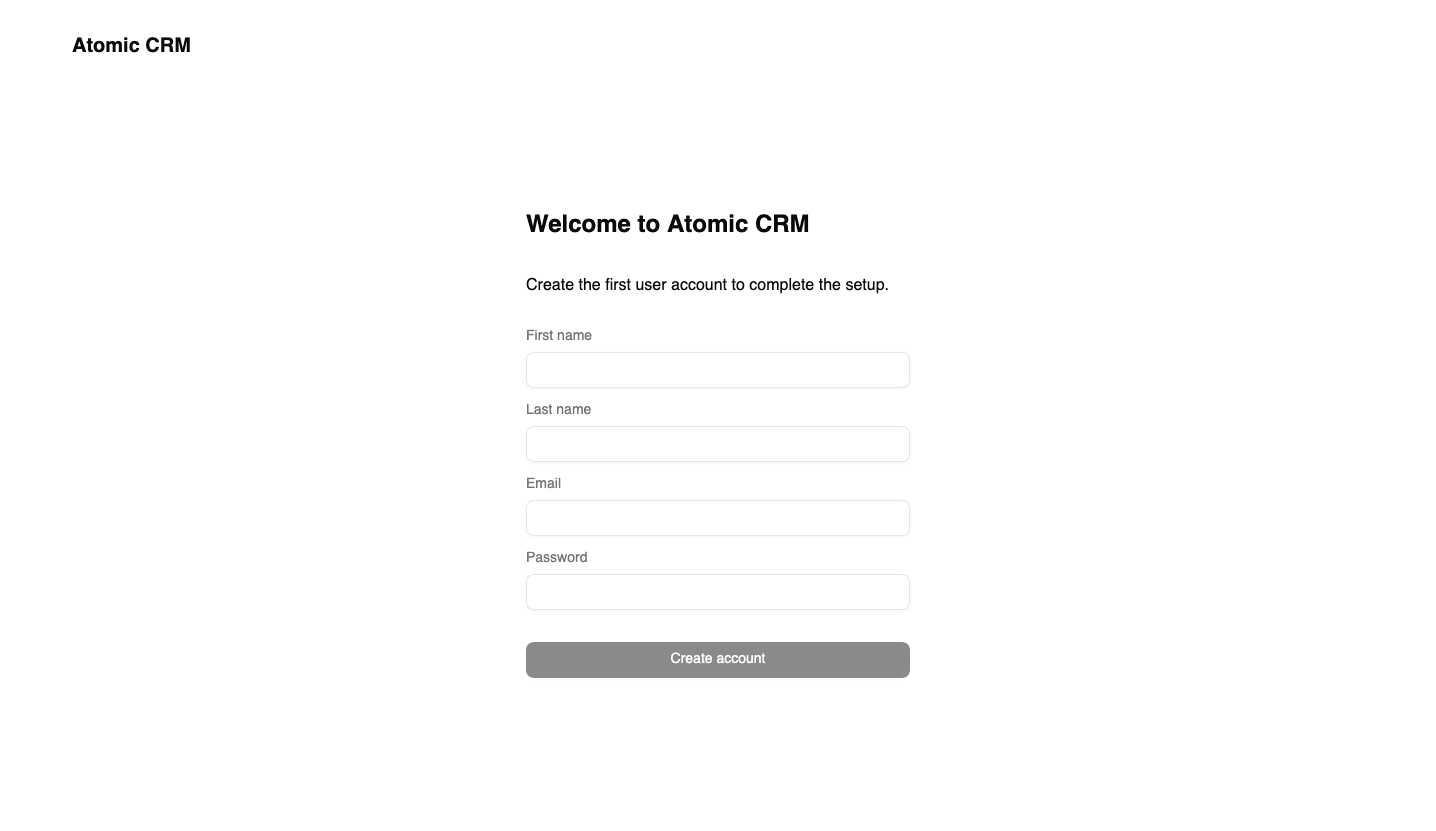 Atomic CRM
Welcome to Atomic CRM
Create the first user account to complete the setup.
First name
Last name
Email
Password
Create account